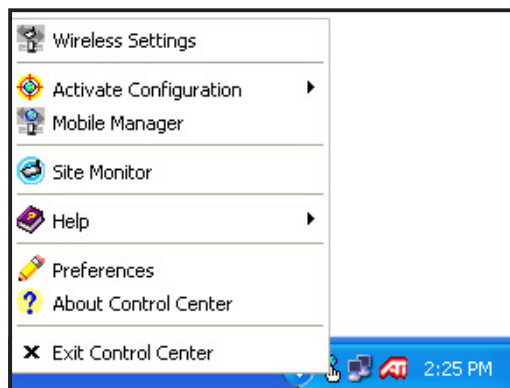 Wireless Settings
Activate Configuration
Mobile Manager
Site Monitor
Help
Preferences
About Control Center
Exit Control Center
ATI 2:25 PM